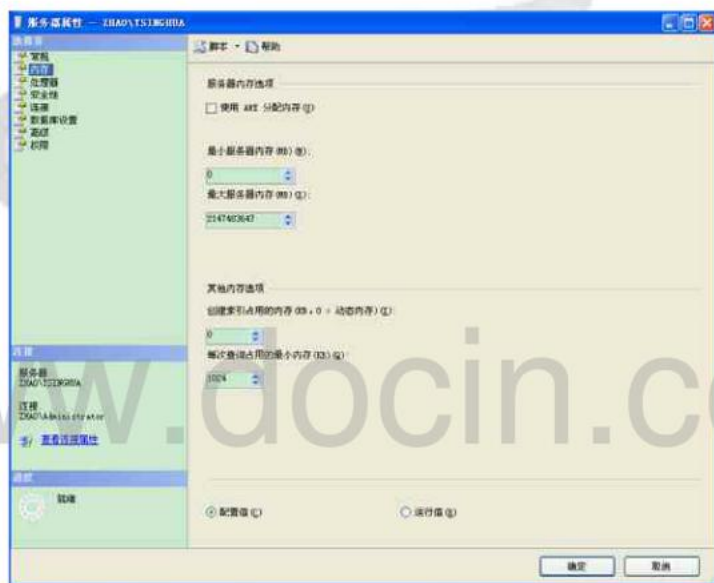 服务器属性 - ZHAO\TSINGHUA
选择页
常规
内存
处理器
安全性
连接
数据库设置
高级
权限
脚本
帮助
服务器内存选项
使用 AWE 分配内存(U)
最小服务器内存(MB)(M):
0
最大服务器内存(MB)(X):
2147483647
其他内存选项
创建索引占用的内存(KB,0 = 动态内存)(I):
0
每次查询占用的最小内存(KB)(Q):
1024
连接
服务器:
ZHAO\TSINGHUA
连接:
ZHAO\Administrator
查看连接属性
进度
就绪
配置值(C)
运行值(R)
确定
取消
www.docin.co